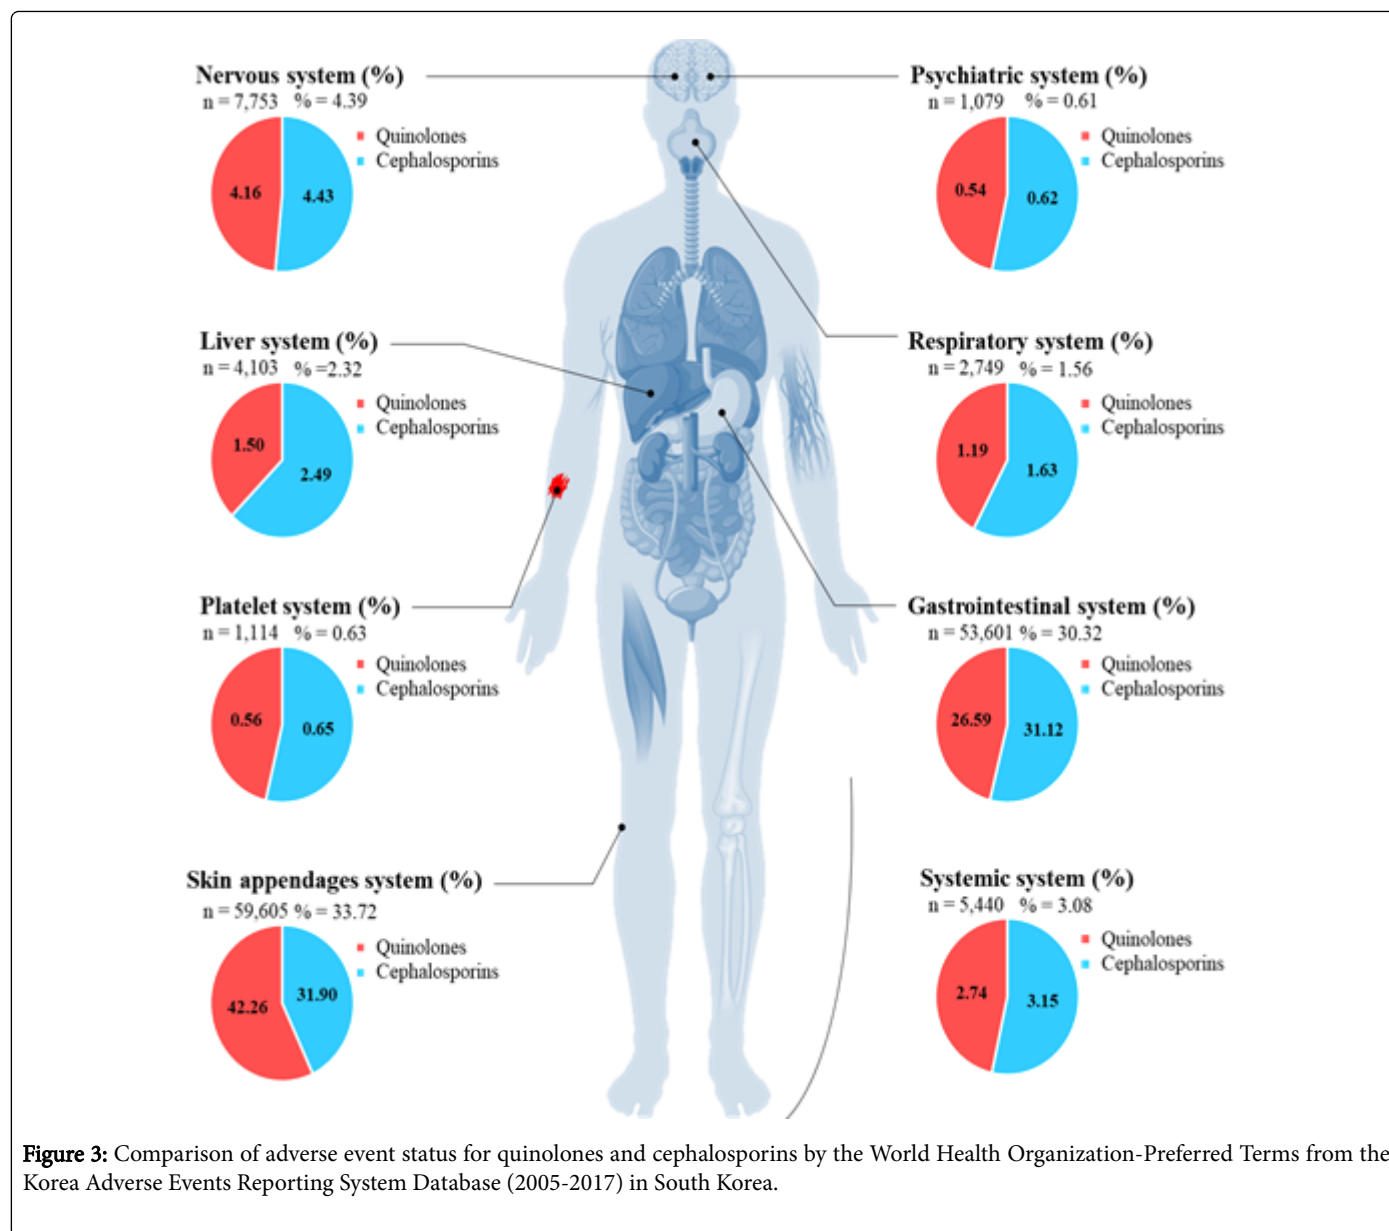 Nervous system (%)
n = 7,753 % = 4.39
Quinolones
Cephalosporins
4.16
4.43
Psychiatric system (%)
n = 1,079 % = 0.61
Quinolones
Cephalosporins
0.54
0.62
Liver system (%)
n = 4,103 % =2.32
Quinolones
Cephalosporins
1.50
2.49
Respiratory system (%)
n = 2,749 % = 1.56
Quinolones
Cephalosporins
1.19
1.63
Platelet system (%)
n = 1,114 % = 0.63
Quinolones
Cephalosporins
0.56
0.65
Gastrointestinal system (%)
n = 53,601 % = 30.32
Quinolones
Cephalosporins
26.59
31.12
Skin appendages system (%)
n = 59,605 % = 33.72
Quinolones
Cephalosporins
42.26
31.90
Systemic system (%)
n = 5,440 % = 3.08
Quinolones
Cephalosporins
2.74
3.15
Figure 3: Comparison of adverse event status for quinolones and cephalosporins by the World Health Organization-Preferred Terms from the
Korea Adverse Events Reporting System Database (2005-2017) in South Korea.